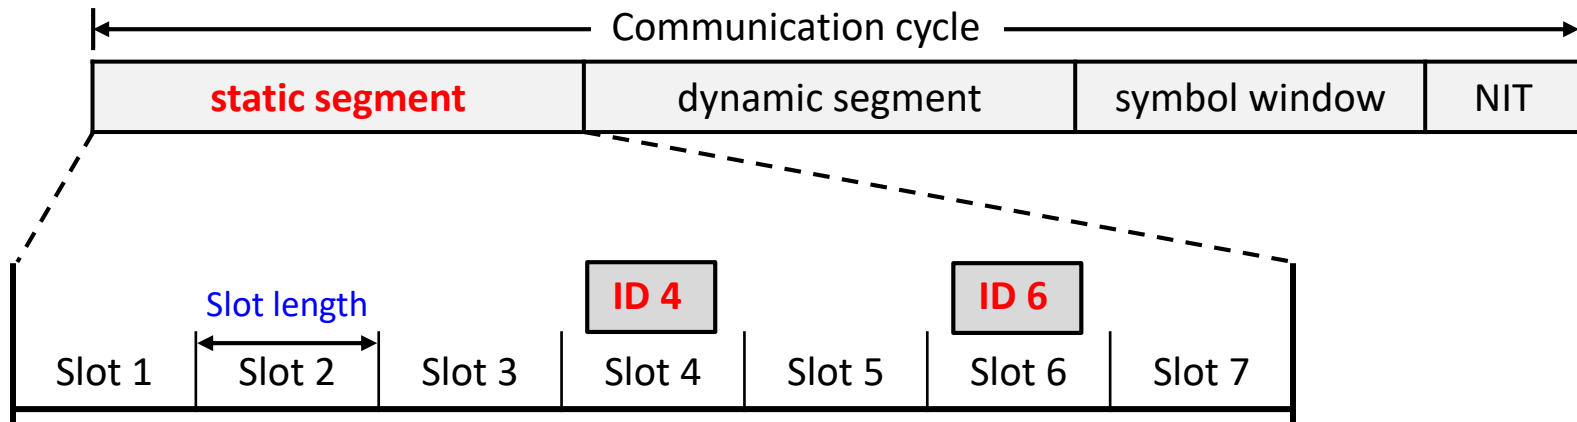 Communication cycle
static segment dynamic segment symbol window NIT
ID 4 ID 6
Slot length
Slot 1 Slot 2 Slot 3 Slot 4 Slot 5 Slot 6 Slot 7